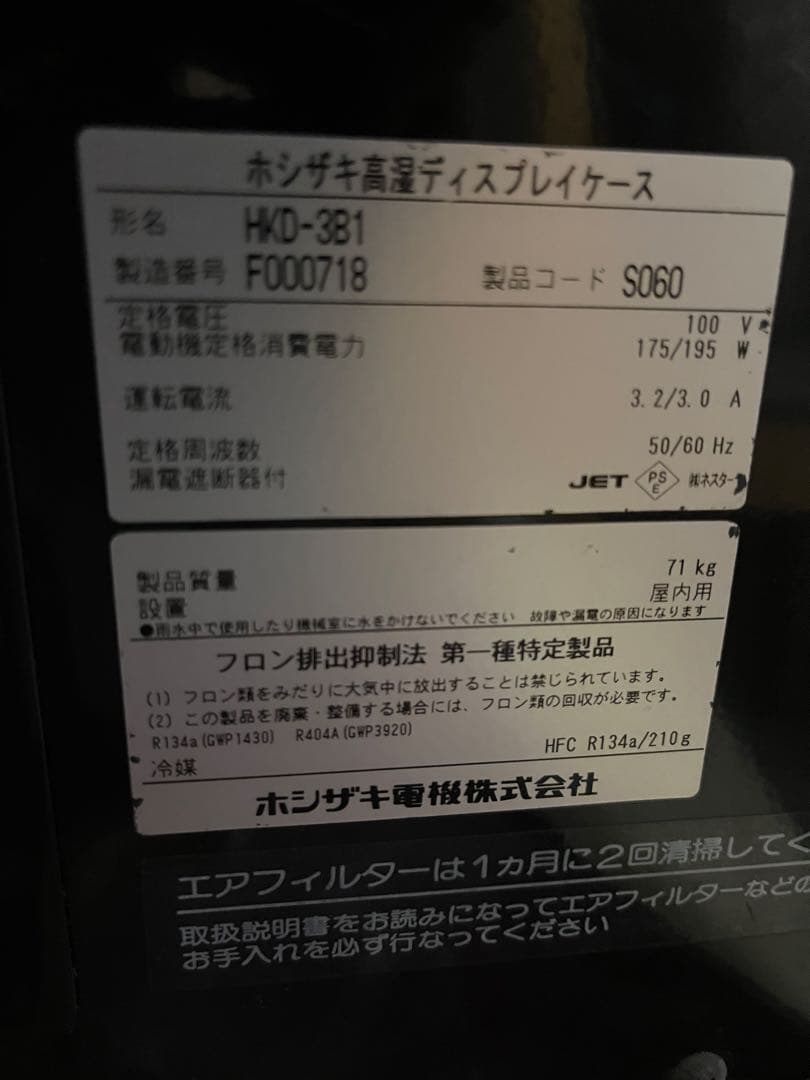 ホシザキ高湿ディスプレイケース
形名 HKD-3B1
製造番号 F000718 製品コード S060
定格電圧 100 V
電動機定格消費電力 175/195 W
運転電流 3.2/3.0 A
定格周波数 50/60 Hz
漏電遮断器付 JET PSE ㈱ネスター
製品質量 71 kg
設置 屋内用
●雨水中で使用したり機械室に水をかけないでください 故障や漏電の原因になります
フロン排出抑制法 第一種特定製品
(1) フロン類をみだりに大気中に放出することは禁じられています。
(2) この製品を廃棄・整備する場合には、フロン類の回収が必要です。
R134a(GWP1430) R404A(GWP3920)
冷媒 HFC R134a/210g
ホシザキ電機株式会社
エアフィルターは1ヵ月に2回清掃してく
取扱説明書をお読みになってエアフィルターなどの
お手入れを必ず行なってください